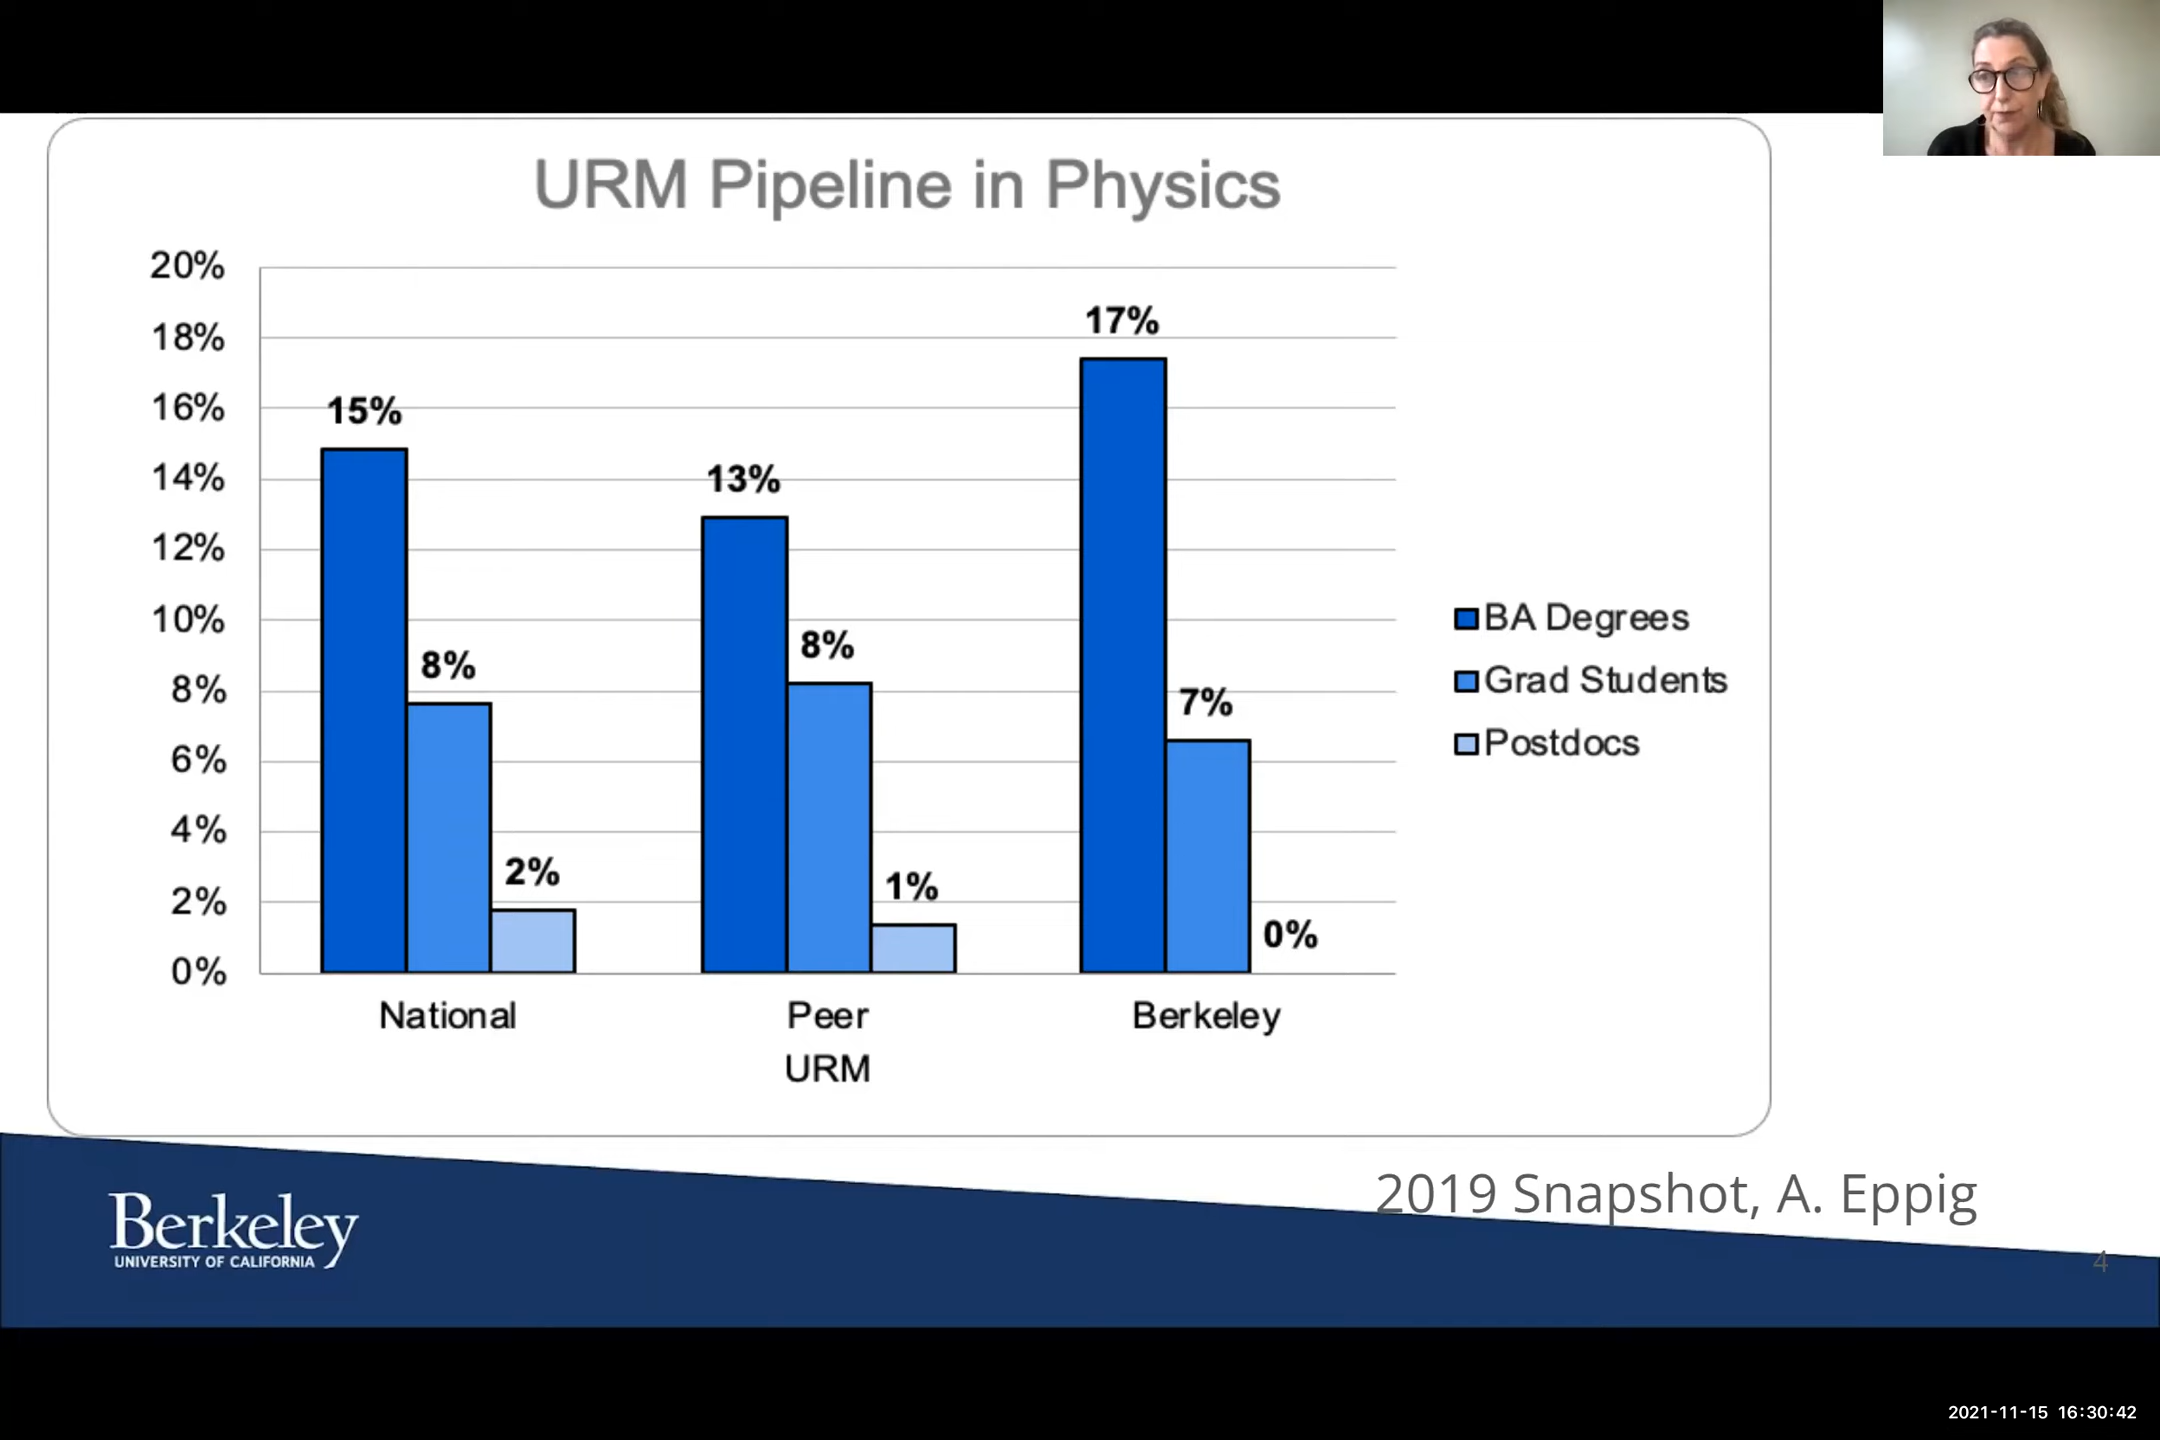 URM Pipeline in Physics
20%
18%
16%
14%
12%
10%
8%
6%
4%
2%
0%
15%
8%
2%
13%
8%
1%
17%
7%
0%
National
Peer
Berkeley
URM
BA Degrees
Grad Students
Postdocs
2019 Snapshot, A. Eppig
4
Berkeley
UNIVERSITY OF CALIFORNIA
2021-11-15 16:30:42